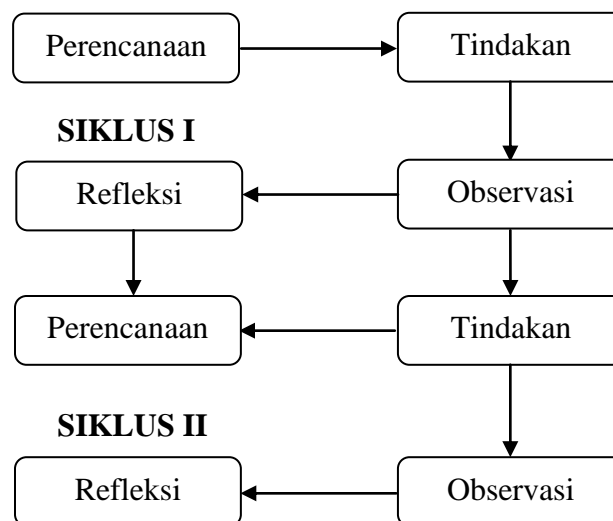 Perencanaan
Tindakan
SIKLUS I
Refleksi
Observasi
Perencanaan
Tindakan
SIKLUS II
Refleksi
Observasi